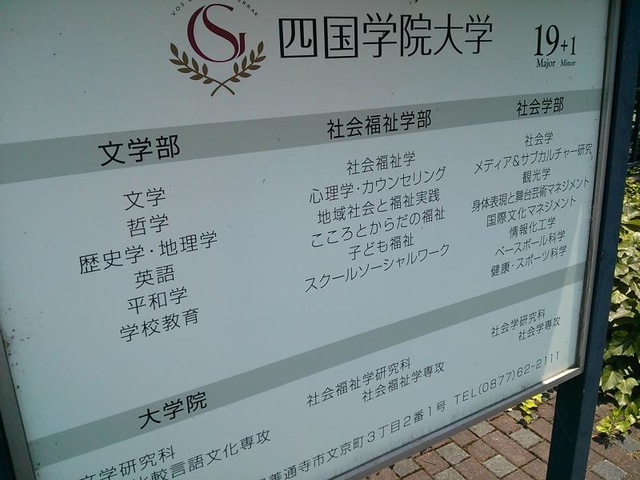 四国学院大学
19+1
Major Minor
文学部
文学
哲学
歴史学・地理学
英語
平和学
学校教育
社会福祉学部
社会福祉学
心理学・カウンセリング
地域社会と福祉実践
こころとからだの福祉
子ども福祉
スクールソーシャルワーク
社会学部
社会学
メディア&サブカルチャー研究
観光学
身体表現と舞台芸術マネジメント
国際文化マネジメント
情報化工学
ベースボール科学
健康・スポーツ科学
大学院
文学研究科
比較言語文化専攻
社会福祉学研究科
社会福祉学専攻
社会学研究科
社会学専攻
善通寺市文京町3丁目2番1号 TEL(0877)62-2111